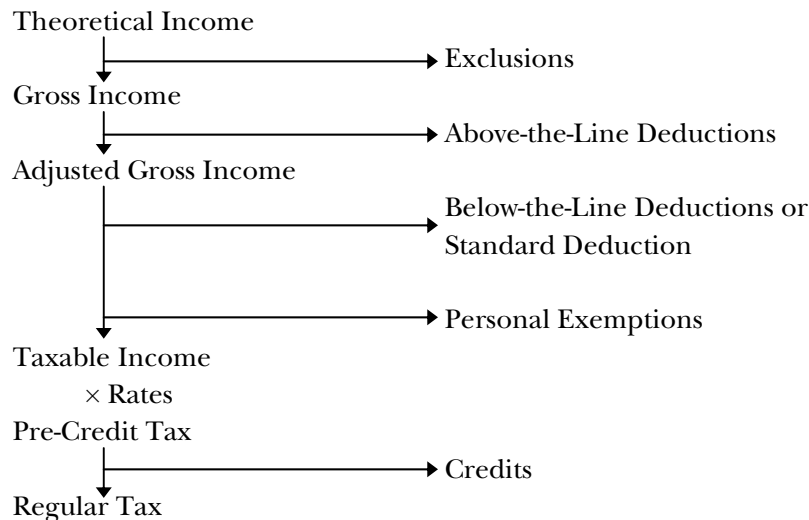 Theoretical Income
Exclusions
Gross Income
Above-the-Line Deductions
Adjusted Gross Income
Below-the-Line Deductions or
Standard Deduction
Personal Exemptions
Taxable Income
× Rates
Pre-Credit Tax
Credits
Regular Tax